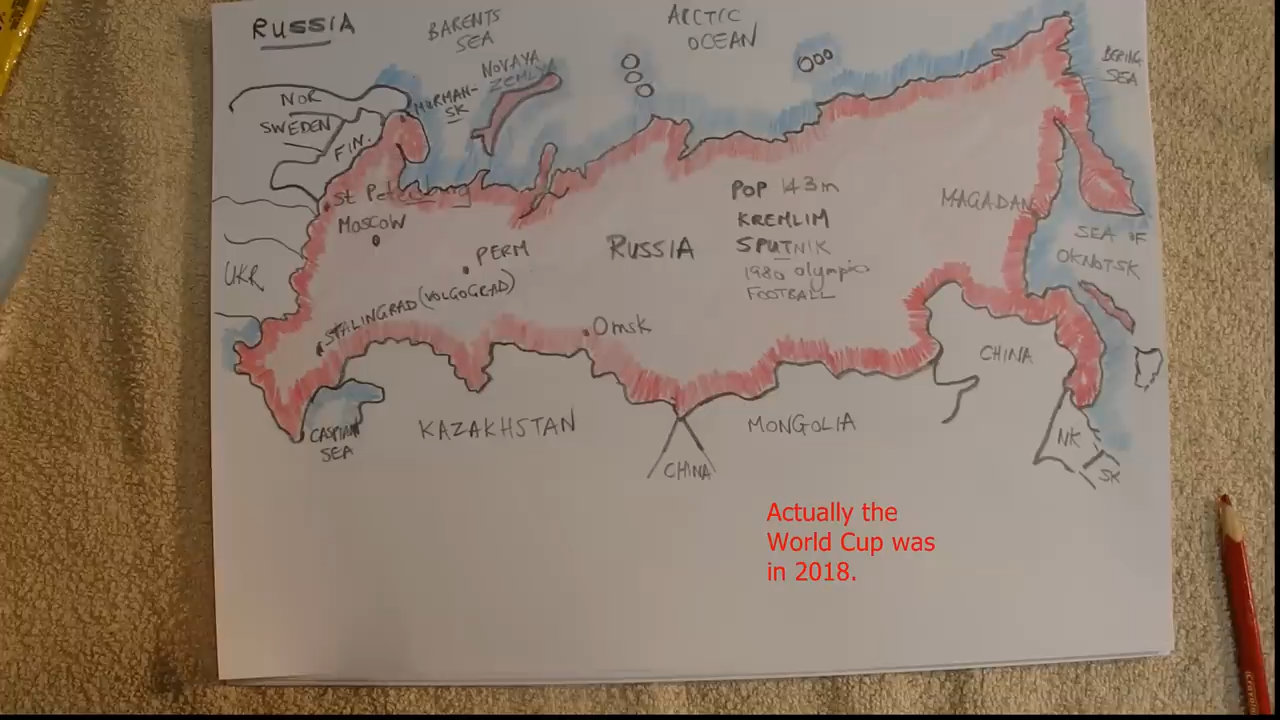 RUSSIA
BARENTS
SEA
ARCTIC
OCEAN
BERING
SEA
NOVAYA
ZEMLYA
NOR
SWEDEN
FIN.
MURMAN-
SK
St Petersburg
MOSCOW
PERM
UKR
STALINGRAD (VOLGOGRAD)
Omsk
RUSSIA
POP 143m
KREMLIM
SPUTNIK
1980 olympics
FOOTBALL
MAGADAN
SEA OF
OKNOTSK
CHINA
CASPIAN
SEA
KAZAKHSTAN
MONGOLIA
CHINA
NK
SK
Actually the
World Cup was
in 2018.